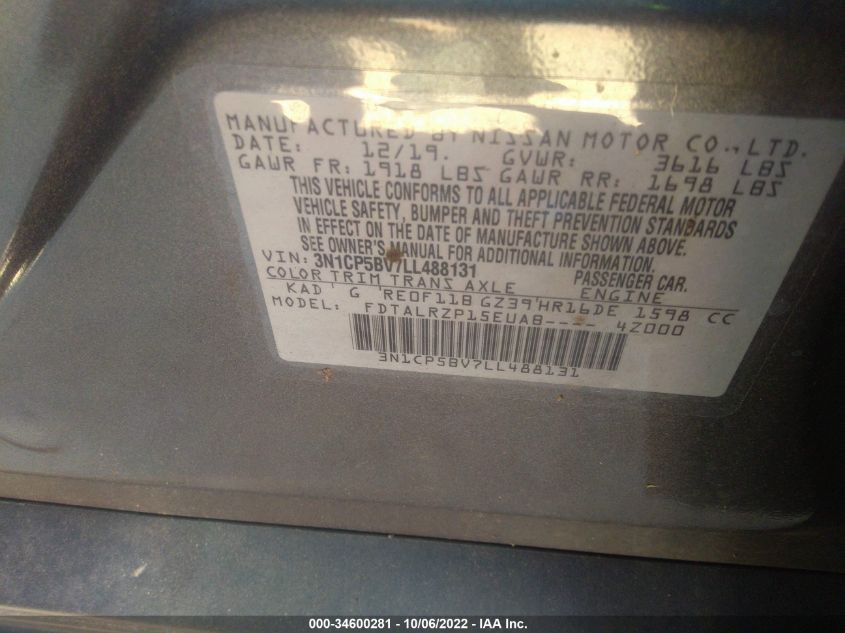 MANUFACTURED BY NISSAN MOTOR CO., LTD.
DATE: 12/19. GVWR: 3616 LBS
GAWR FR: 1918 LBS GAWR RR: 1698 LBS
THIS VEHICLE CONFORMS TO ALL APPLICABLE FEDERAL MOTOR
VEHICLE SAFETY, BUMPER AND THEFT PREVENTION STANDARDS
IN EFFECT ON THE DATE OF MANUFACTURE SHOWN ABOVE.
SEE OWNER'S MANUAL FOR ADDITIONAL INFORMATION.
VIN: 3N1CP5BV7LL488131 PASSENGER CAR.
COLOR TRIM TRANS AXLE ENGINE
KAD ' G 'RE0F11B GZ39'HR16DE 1598 CC
MODEL: FDTALRZP15EUAB---- 4Z000
3N1CP5BV7LL488131
000-34600281 - 10/06/2022 - IAA Inc.